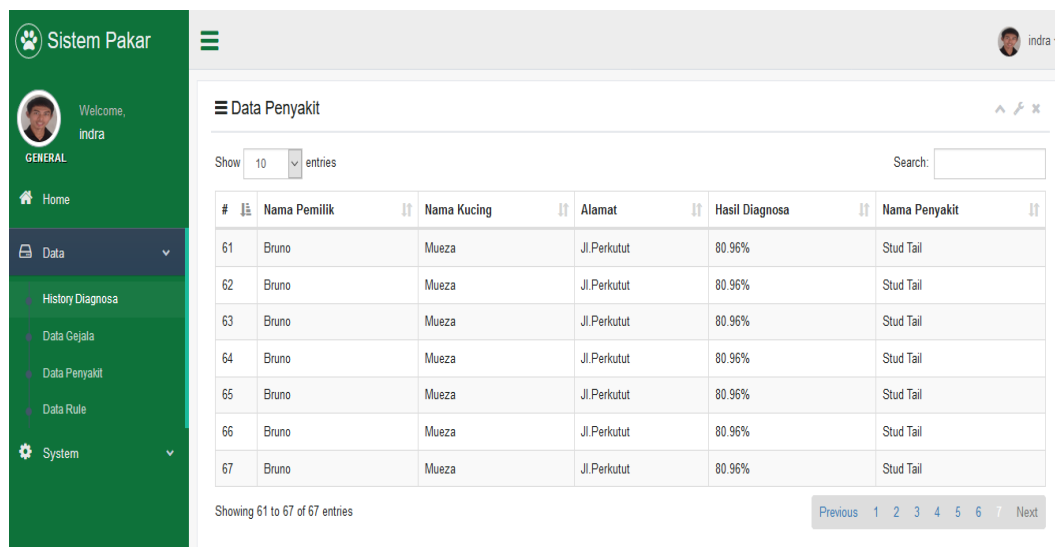 Sistem Pakar
indra
Welcome,
indra
GENERAL
Home
Data
History Diagnosa
Data Gejala
Data Penyakit
Data Rule
System
Data Penyakit
Show 10 entries
Search:
# Nama Pemilik Nama Kucing Alamat Hasil Diagnosa Nama Penyakit
61 Bruno Mueza Jl.Perkutut 80.96% Stud Tail
62 Bruno Mueza Jl.Perkutut 80.96% Stud Tail
63 Bruno Mueza Jl.Perkutut 80.96% Stud Tail
64 Bruno Mueza Jl.Perkutut 80.96% Stud Tail
65 Bruno Mueza Jl.Perkutut 80.96% Stud Tail
66 Bruno Mueza Jl.Perkutut 80.96% Stud Tail
67 Bruno Mueza Jl.Perkutut 80.96% Stud Tail
Showing 61 to 67 of 67 entries
Previous 1 2 3 4 5 6 7 Next